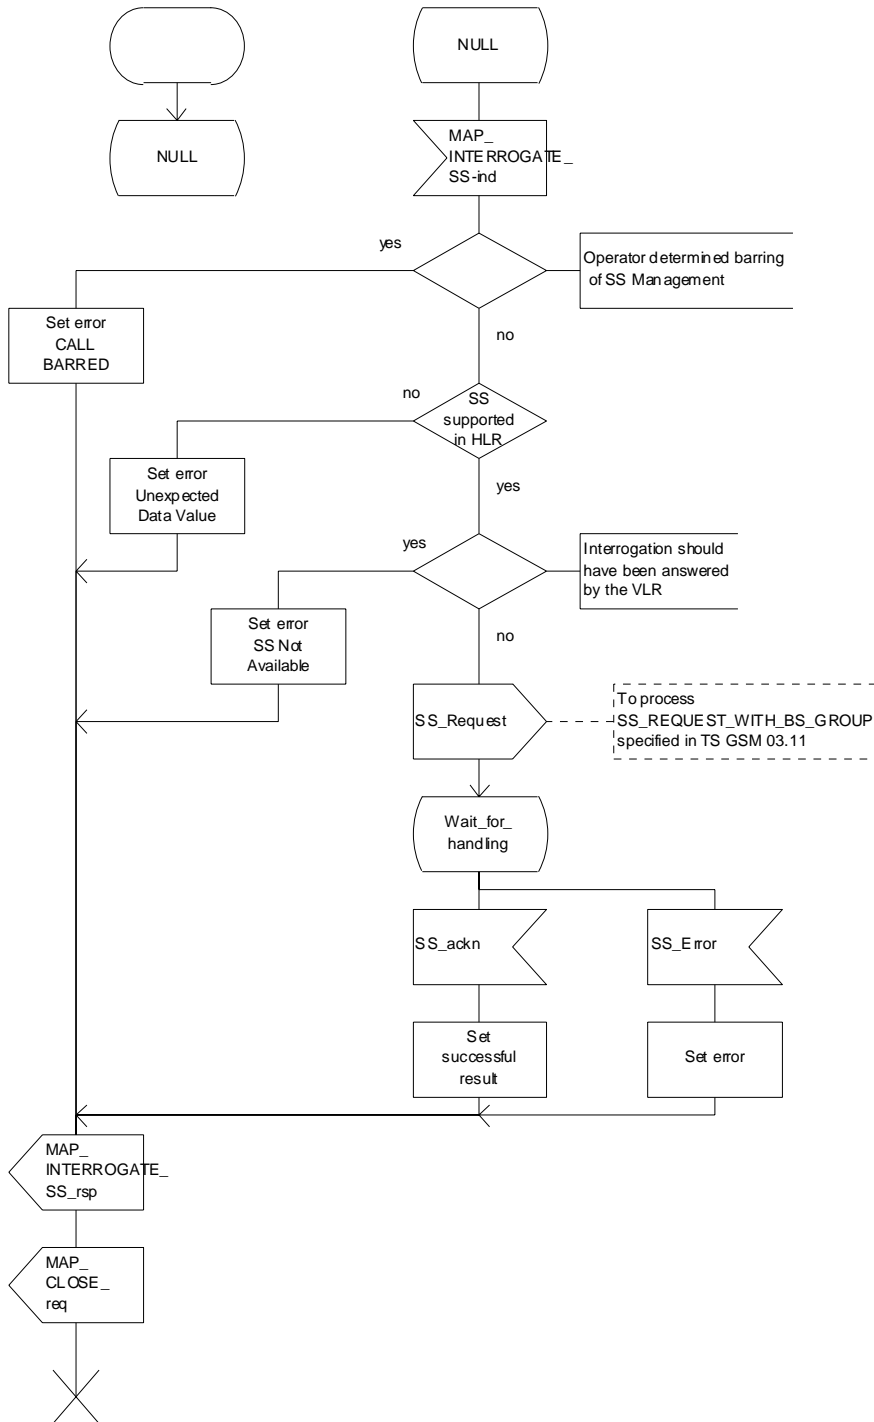 NULL
NULL
MAP_
INTERROGATE_
SS-ind
yes
Operator determined barring
of SS Management
Set error
CALL
BARRED
no
no
SS
supported
in HLR
Set error
Unexpected
Data Value
yes
yes
Interrogation should
have been answered
by the VLR
Set error
SS Not
Available
no
SS_Request
To process
SS_REQUEST_WITH_BS_GROUP
specified in TS GSM 03.11
Wait_for_
handling
SS_ackn
SS_Error
Set
successful
result
Set error
MAP_
INTERROGATE_
SS_rsp
MAP_
CLOSE_
req